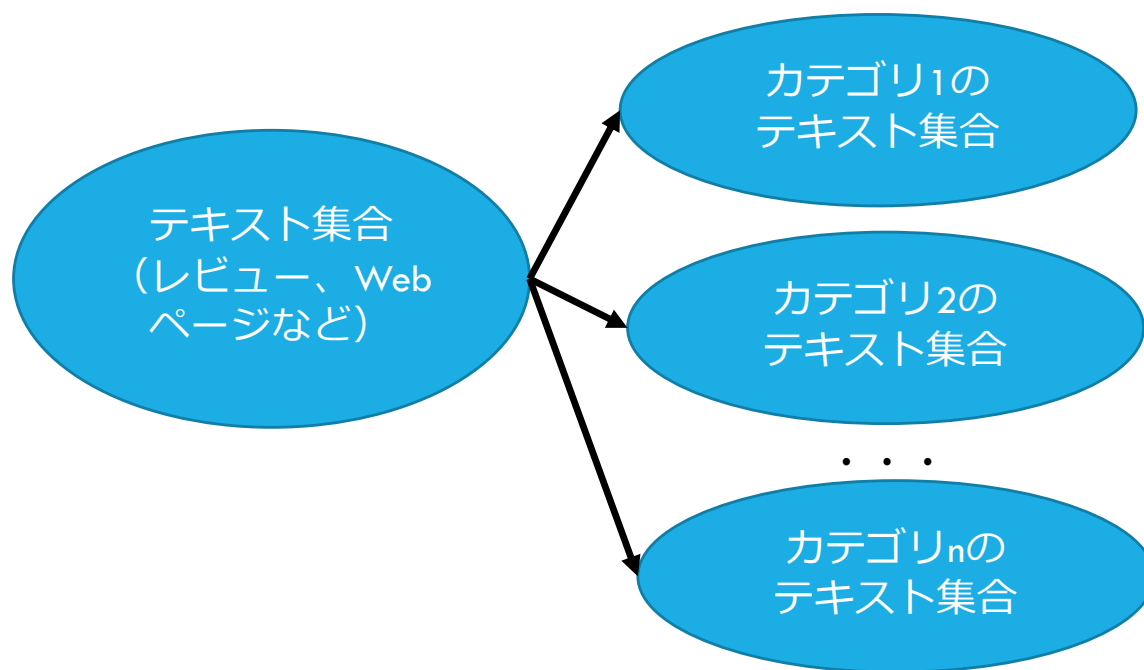 テキスト集合
（レビュー、Web
ページなど）
カテゴリ1の
テキスト集合
カテゴリ2の
テキスト集合
・・・
カテゴリnの
テキスト集合